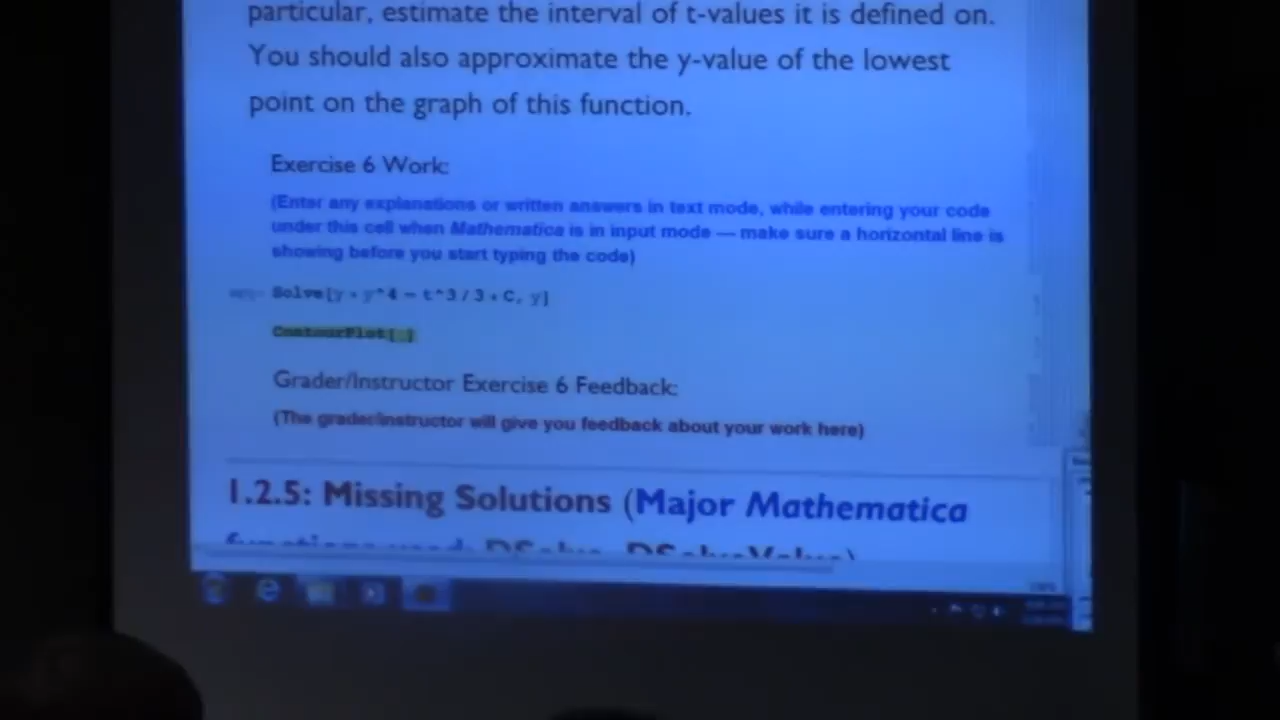 particular, estimate the interval of t-values it is defined on.
You should also approximate the y-value of the lowest
point on the graph of this function.
Exercise 6 Work:
(Enter any explanations or written answers in text mode, while entering your code
under this cell when Mathematica is in input mode — make sure a horizontal line is
showing before you start typing the code)
Solve[y + y^4 - t^3/3 + C, y]
ContourPlot[ ]
Grader/Instructor Exercise 6 Feedback:
(The grader/instructor will give you feedback about your work here)
1.2.5: Missing Solutions (Major Mathematica
functions used: DSolve, DSolveValue)